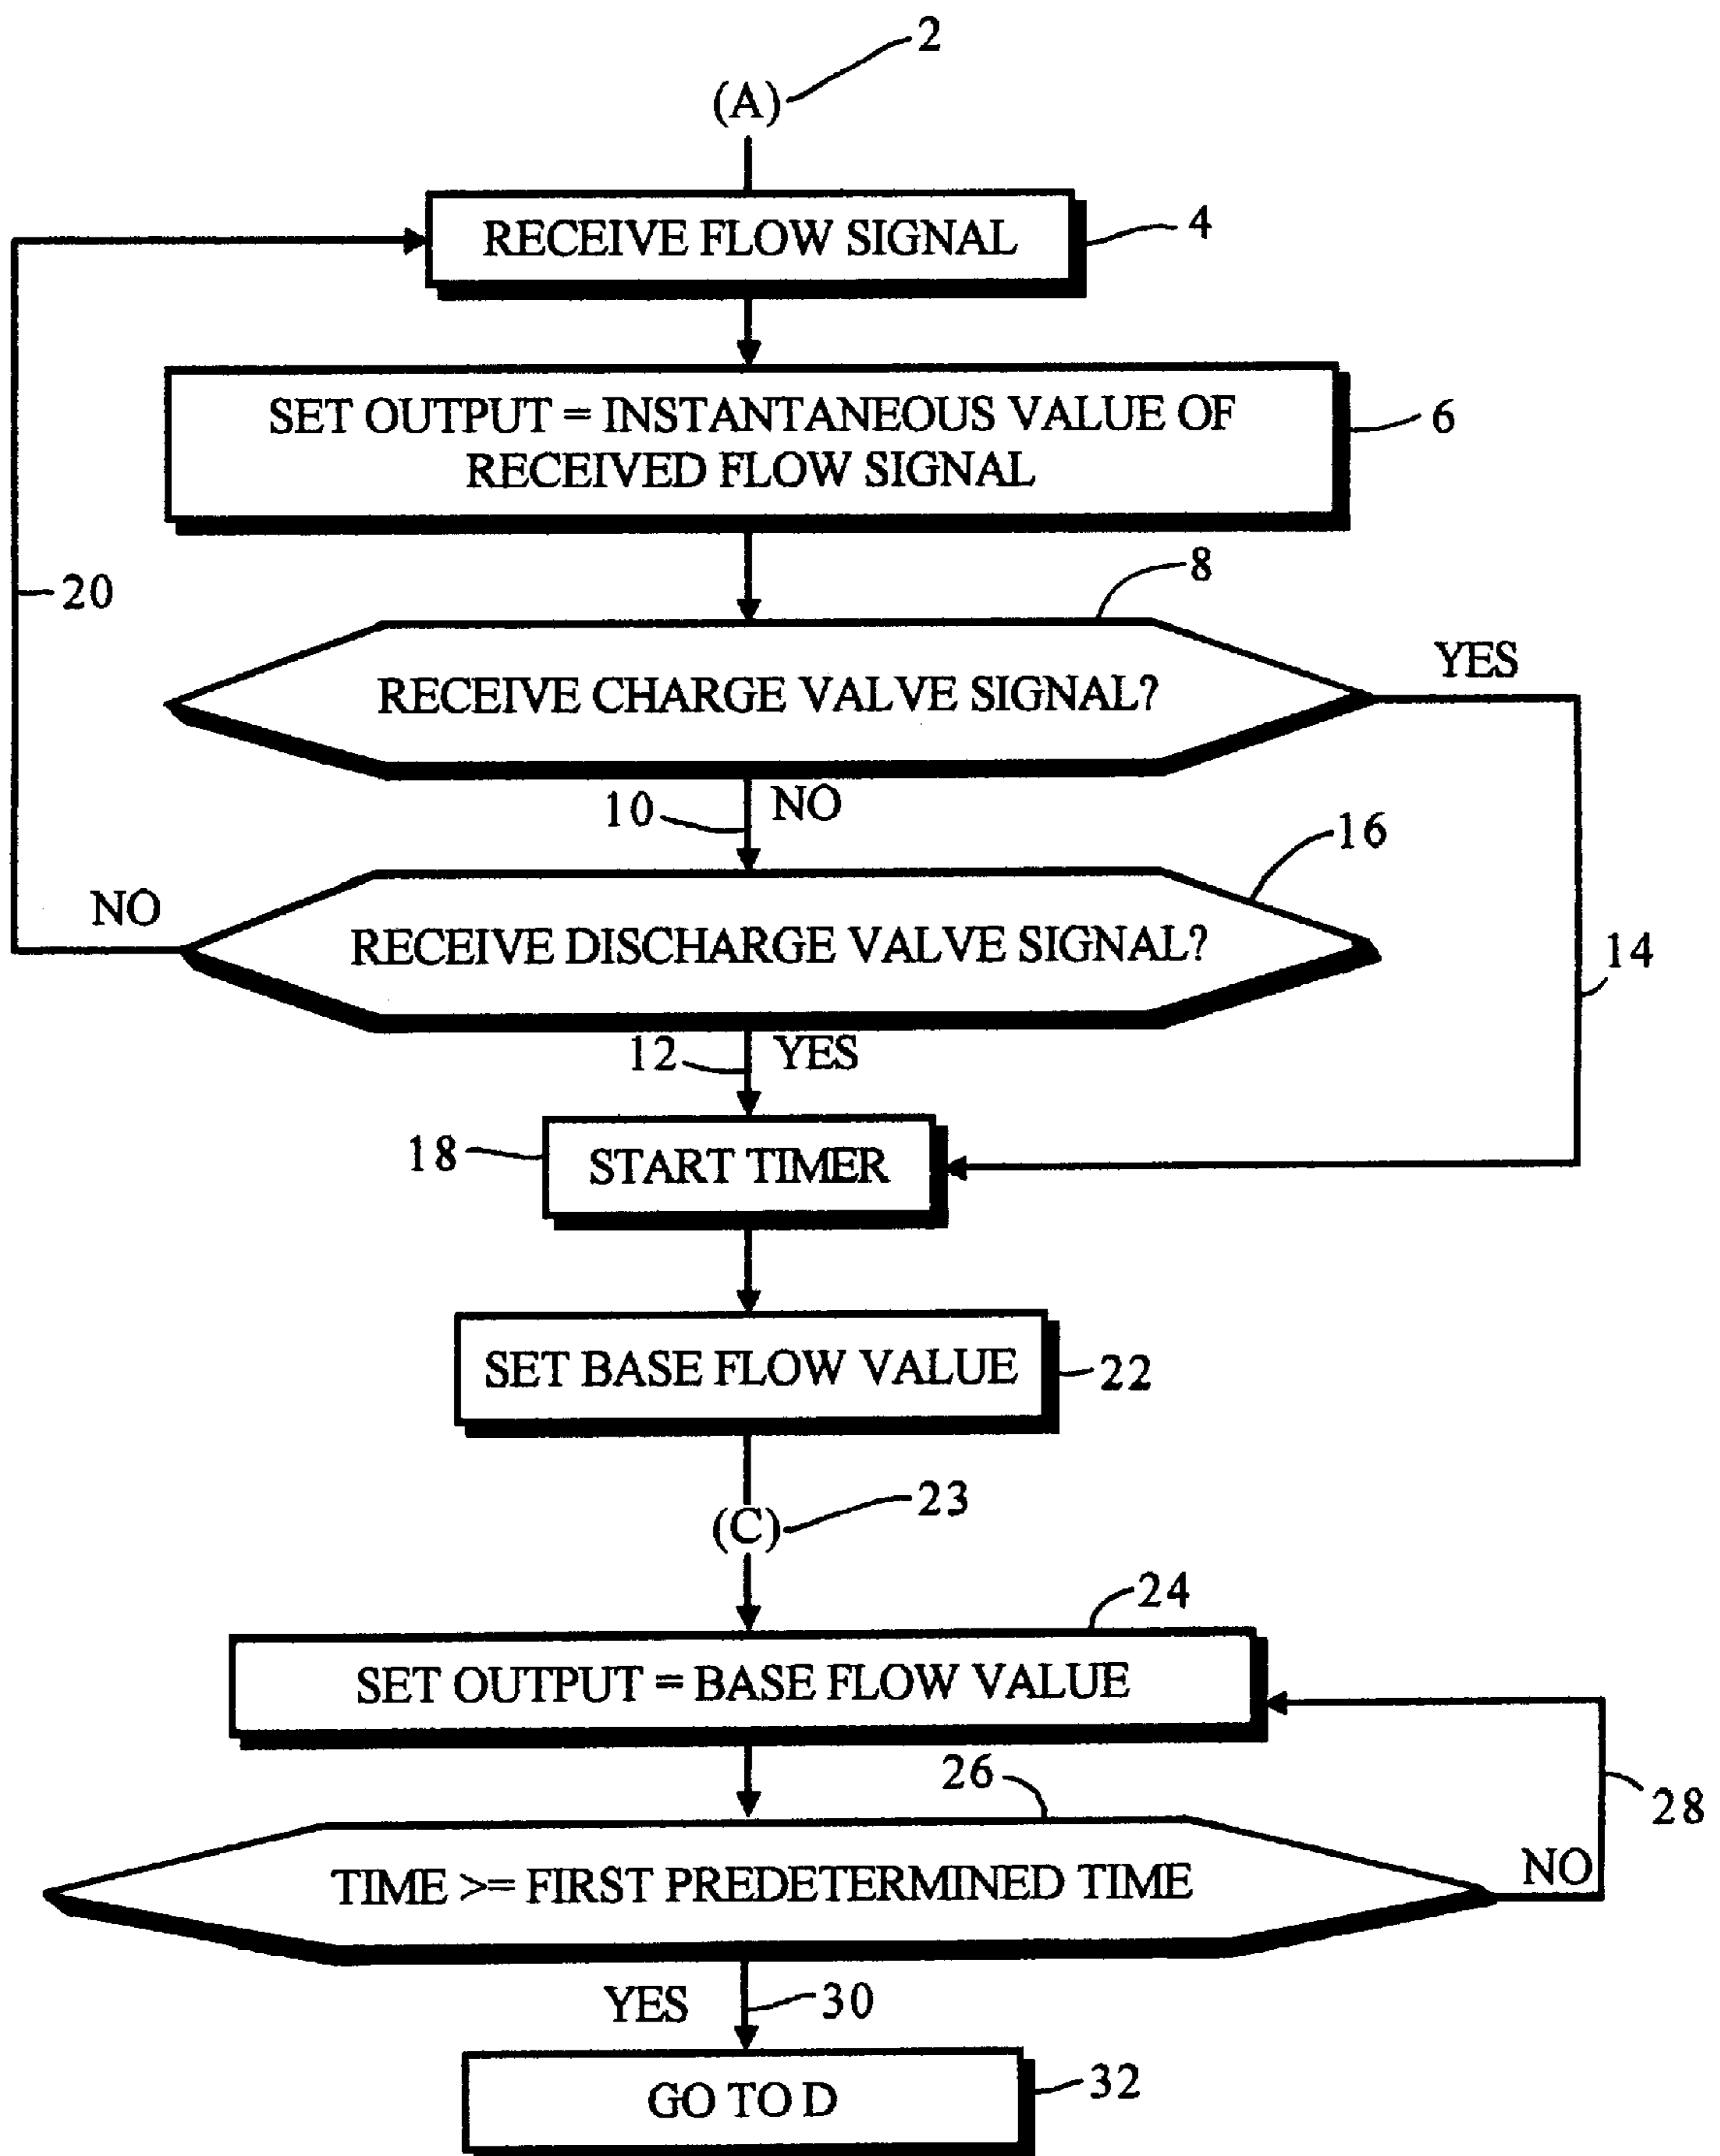 2
(A)
RECEIVE FLOW SIGNAL
4
SET OUTPUT = INSTANTANEOUS VALUE OF
RECEIVED FLOW SIGNAL
6
8
20
RECEIVE CHARGE VALVE SIGNAL?
YES
10
NO
16
NO
RECEIVE DISCHARGE VALVE SIGNAL?
14
12
YES
18
START TIMER
SET BASE FLOW VALUE
22
23
(C)
24
SET OUTPUT = BASE FLOW VALUE
26
28
TIME >= FIRST PREDETERMINED TIME
NO
YES
30
GO TO D
32